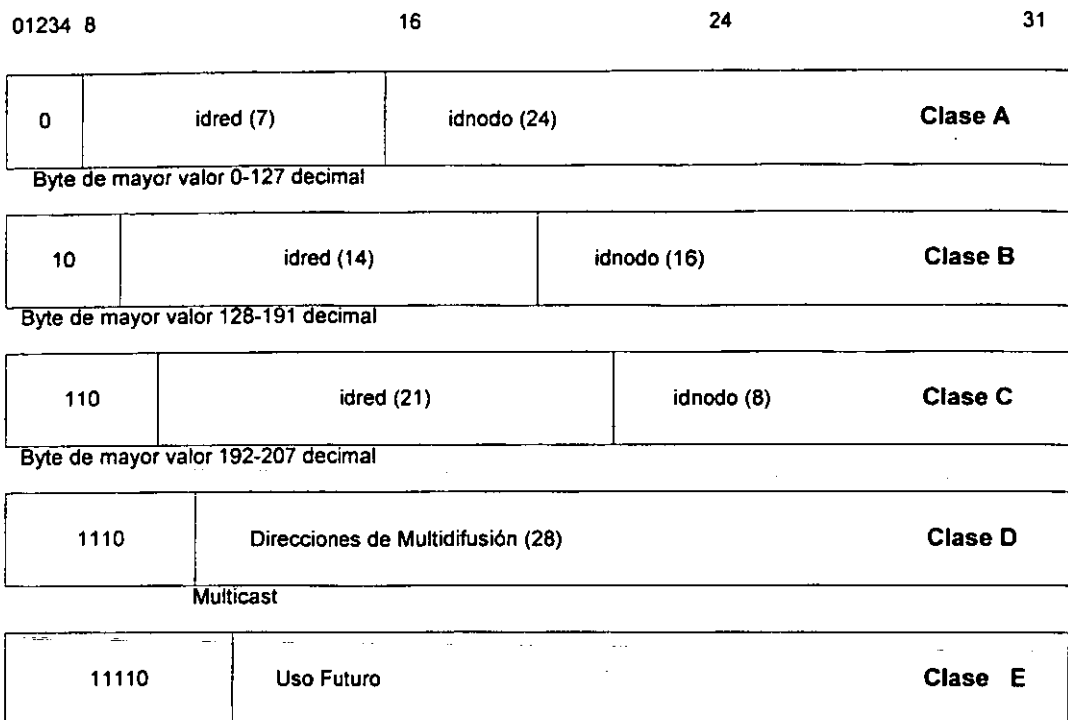 01234 8 16 24 31
0 idred (7) idnodo (24) Clase A
Byte de mayor valor 0-127 decimal
10 idred (14) idnodo (16) Clase B
Byte de mayor valor 128-191 decimal
110 idred (21) idnodo (8) Clase C
Byte de mayor valor 192-207 decimal
1110 Direcciones de Multidifusión (28) Clase D
Multicast
11110 Uso Futuro Clase E